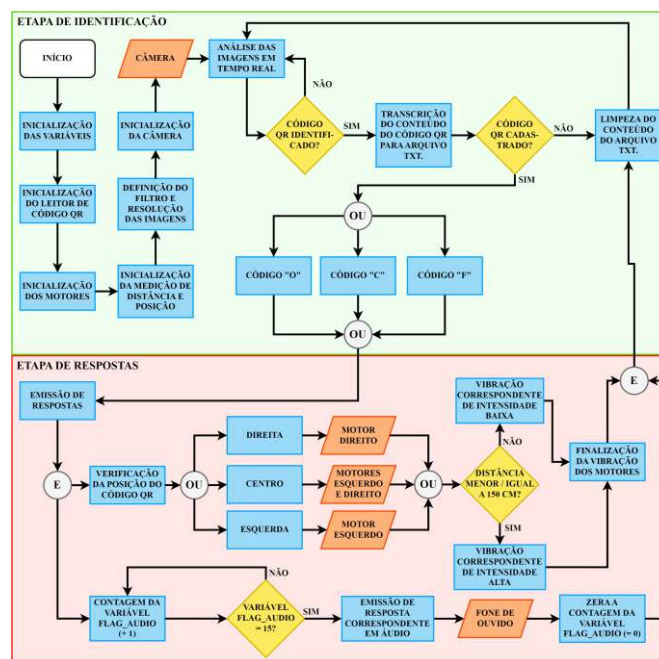 ETAPA DE IDENTIFICAÇÃO
INÍCIO
CÂMERA
ANÁLISE DAS
IMAGENS EM
TEMPO REAL
NÃO
INICIALIZAÇÃO
DAS VARIÁVEIS
INICIALIZAÇÃO
DA CÂMERA
CÓDIGO
QR IDENTIFI-
CADO?
SIM
TRANSCRIÇÃO
DO CONTEÚDO
DO CÓDIGO QR
PARA ARQUIVO
TXT.
CÓDIGO
QR CADAS-
TRADO?
NÃO
LIMPEZA DO
CONTEÚDO
DO ARQUIVO
TXT.
SIM
INICIALIZAÇÃO
DO LEITOR DE
CÓDIGO QR
DEFINIÇÃO DO
FILTRO E
RESOLUÇÃO
DAS IMAGENS
OU
INICIALIZAÇÃO
DOS MOTORES
INICIALIZAÇÃO
DA MEDIÇÃO DE
DISTÂNCIA E
POSIÇÃO
CÓDIGO "O"
CÓDIGO "C"
CÓDIGO "F"
OU
ETAPA DE RESPOSTAS
EMISSÃO DE
RESPOSTAS
E
VERIFICAÇÃO
DA POSIÇÃO DO
CÓDIGO QR
OU
DIREITA
MOTOR
DIREITO
CENTRO
MOTORES
ESQUERDO
E DIREITO
ESQUERDA
MOTOR
ESQUERDO
OU
VIBRAÇÃO
CORRESPONDENTE
DE INTENSIDADE
BAIXA
NÃO
DISTÂNCIA
MENOR / IGUAL
A 150 CM?
SIM
VIBRAÇÃO
CORRESPONDENTE
DE INTENSIDADE
ALTA
FINALIZAÇÃO
DA VIBRAÇÃO
DOS MOTORES
E
NÃO
CONTAGEM DA
VARIÁVEL
FLAG_AUDIO
(+ 1)
VARIÁVEL
FLAG_AUDIO
= 15?
SIM
EMISSÃO DE
RESPOSTA
CORRESPONDENTE
EM ÁUDIO
FONE DE
OUVIDO
ZERA A
CONTAGEM DA
VARIÁVEL
FLAG_AUDIO (= 0)